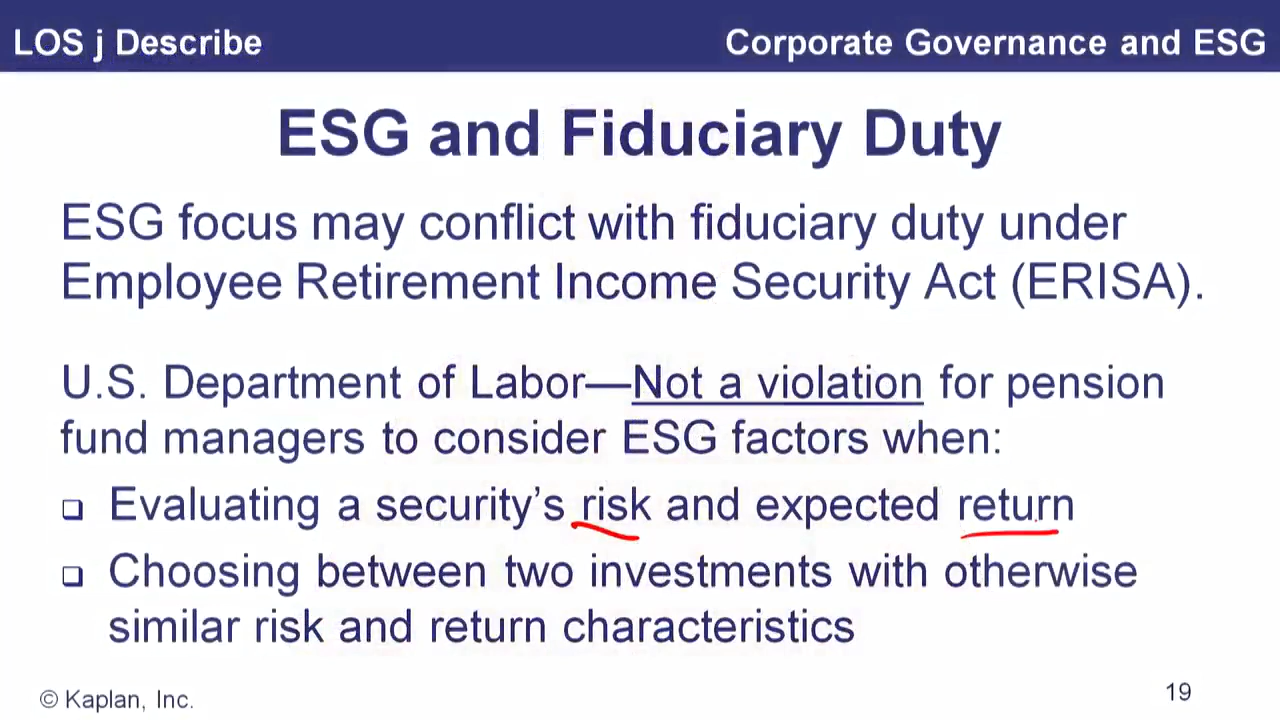 LOS j Describe
Corporate Governance and ESG
ESG and Fiduciary Duty
ESG focus may conflict with fiduciary duty under
Employee Retirement Income Security Act (ERISA).
U.S. Department of Labor—Not a violation for pension
fund managers to consider ESG factors when:
❑ Evaluating a security’s risk and expected return
❑ Choosing between two investments with otherwise
similar risk and return characteristics
© Kaplan, Inc.
19